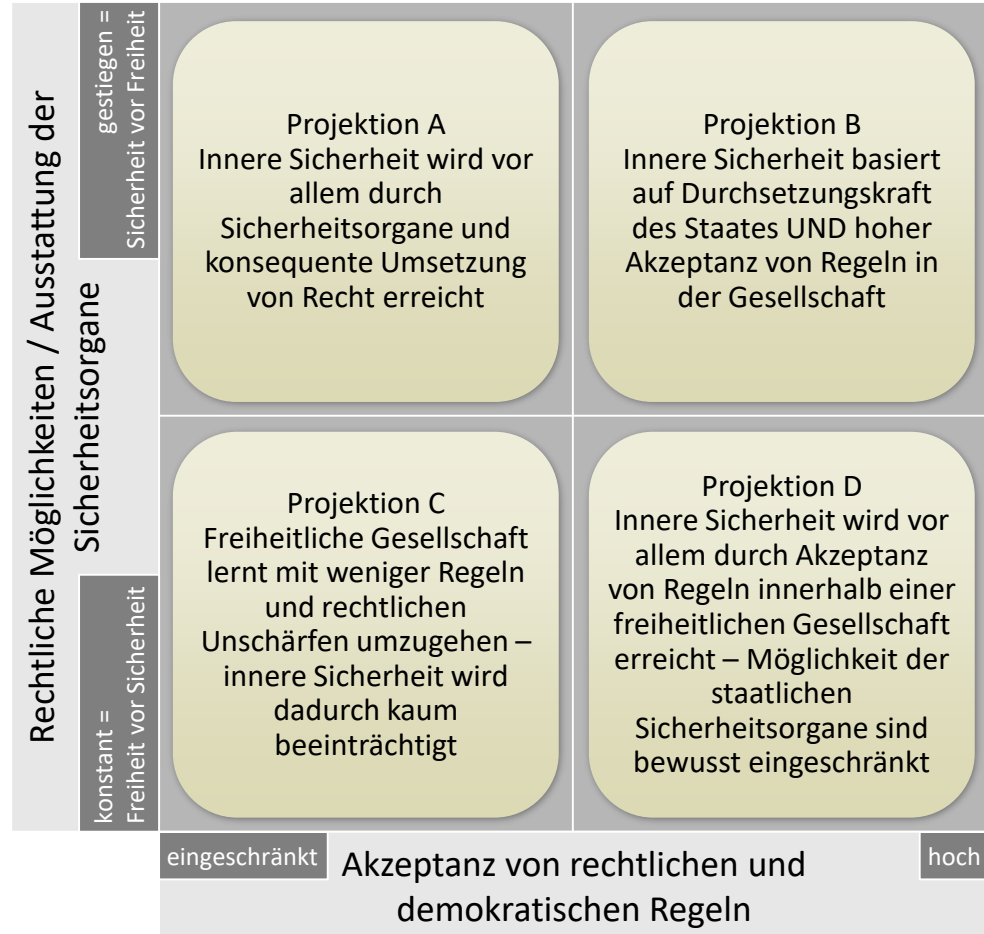 Rechtliche Möglichkeiten / Ausstattung der
Sicherheitsorgane
gestiegen =
Sicherheit vor Freiheit
konstant =
Freiheit vor Sicherheit
Projektion A
Innere Sicherheit wird vor
allem durch
Sicherheitsorgane und
konsequente Umsetzung
von Recht erreicht
Projektion B
Innere Sicherheit basiert
auf Durchsetzungskraft
des Staates UND hoher
Akzeptanz von Regeln in
der Gesellschaft
Projektion C
Freiheitliche Gesellschaft
lernt mit weniger Regeln
und rechtlichen
Unschärfen umzugehen –
innere Sicherheit wird
dadurch kaum
beeinträchtigt
Projektion D
Innere Sicherheit wird vor
allem durch Akzeptanz
von Regeln innerhalb einer
freiheitlichen Gesellschaft
erreicht – Möglichkeit der
staatlichen
Sicherheitsorgane sind
bewusst eingeschränkt
eingeschränkt
Akzeptanz von rechtlichen und
demokratischen Regeln
hoch